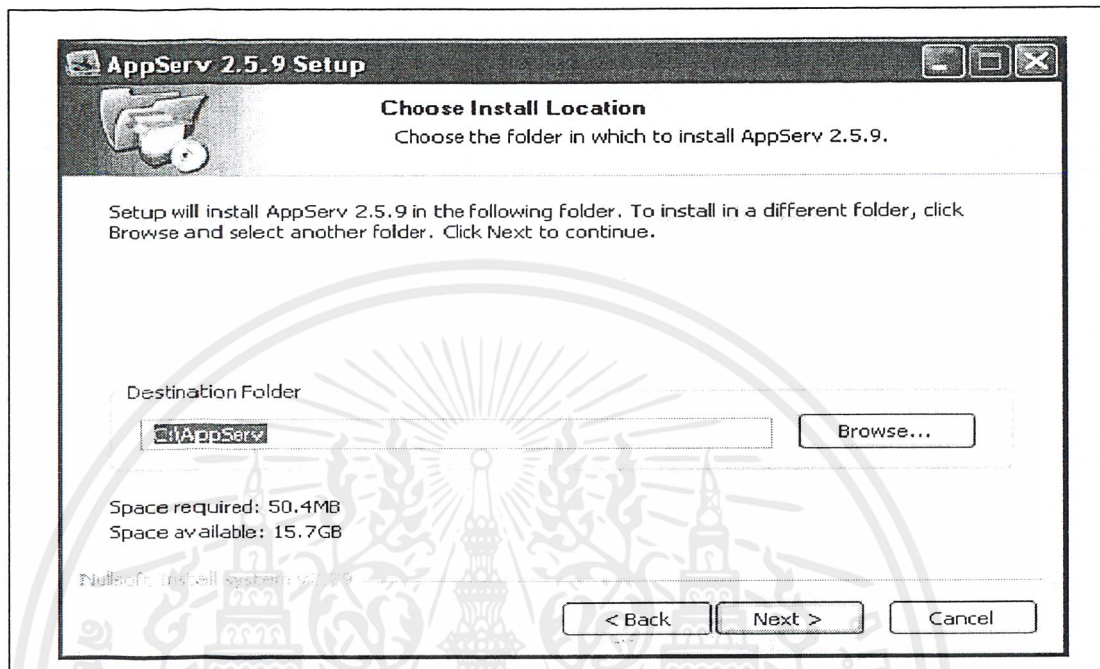 AppServ 2.5.9 Setup
Choose Install Location
Choose the folder in which to install AppServ 2.5.9.
Setup will install AppServ 2.5.9 in the following folder. To install in a different folder, click
Browse and select another folder. Click Next to continue.
Destination Folder
C:\AppServ
Browse...
Space required: 50.4MB
Space available: 15.7GB
Nullsoft Install system
< Back
Next >
Cancel